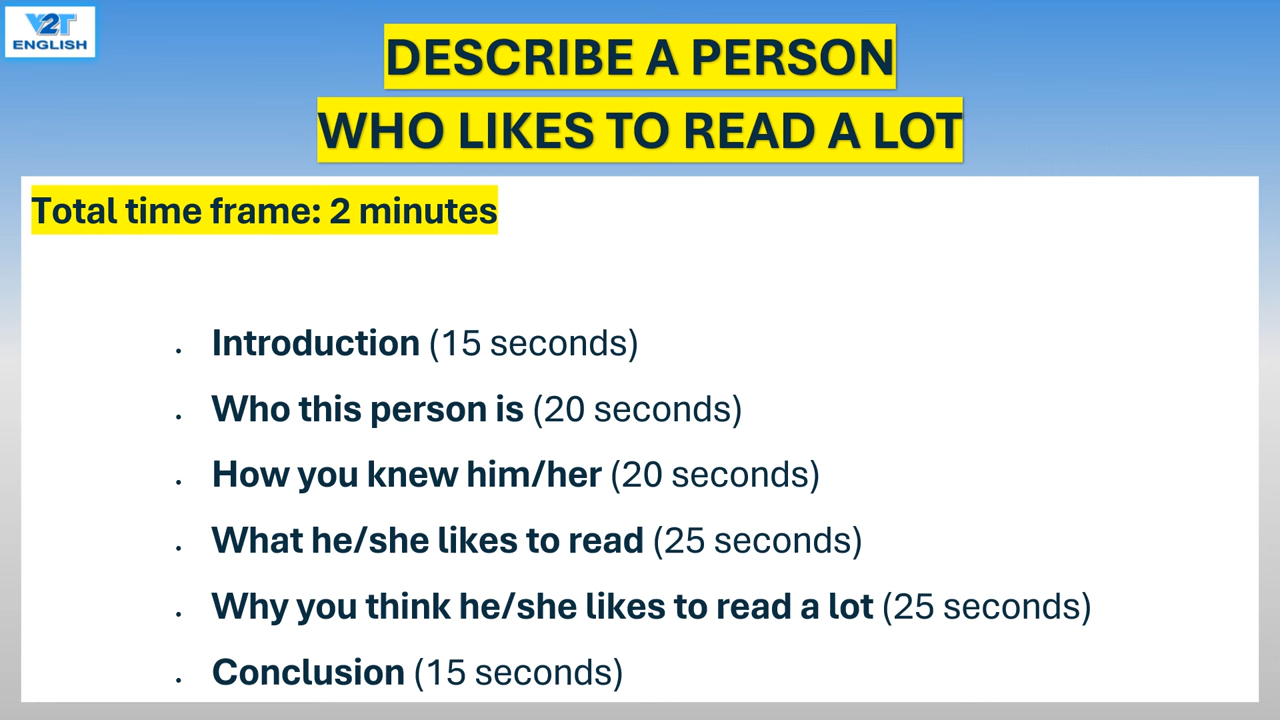 V2T
ENGLISH
DESCRIBE A PERSON
WHO LIKES TO READ A LOT
Total time frame: 2 minutes
• Introduction (15 seconds)
• Who this person is (20 seconds)
• How you knew him/her (20 seconds)
• What he/she likes to read (25 seconds)
• Why you think he/she likes to read a lot (25 seconds)
• Conclusion (15 seconds)